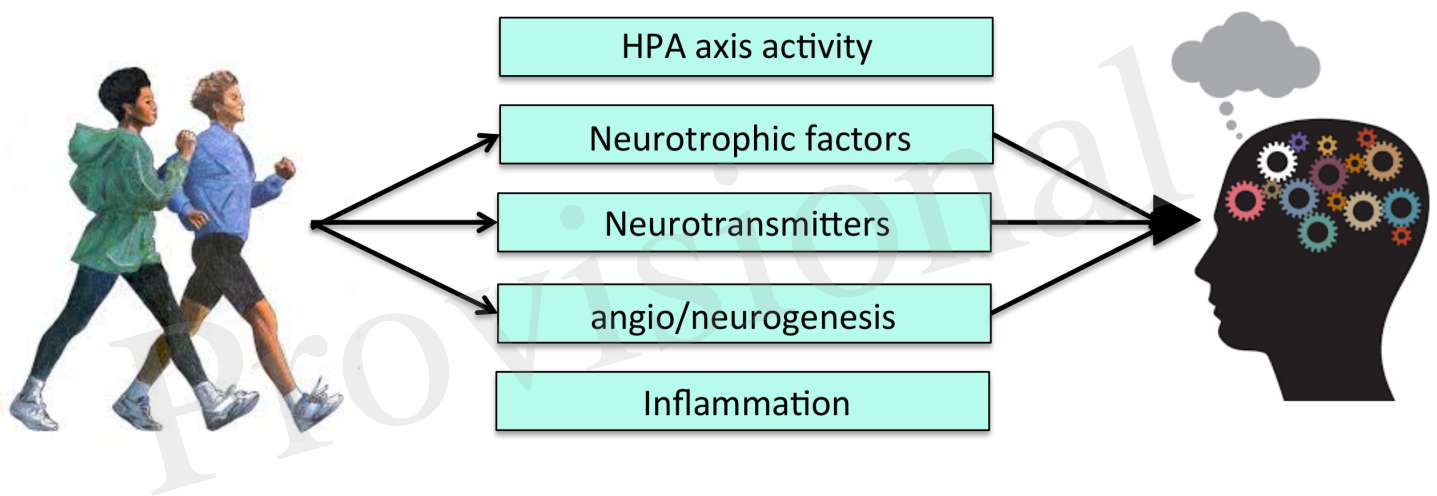 HPA axis activity
Neurotrophic factors
Neurotransmitters
angio/neurogenesis
Inflammation
Provisional